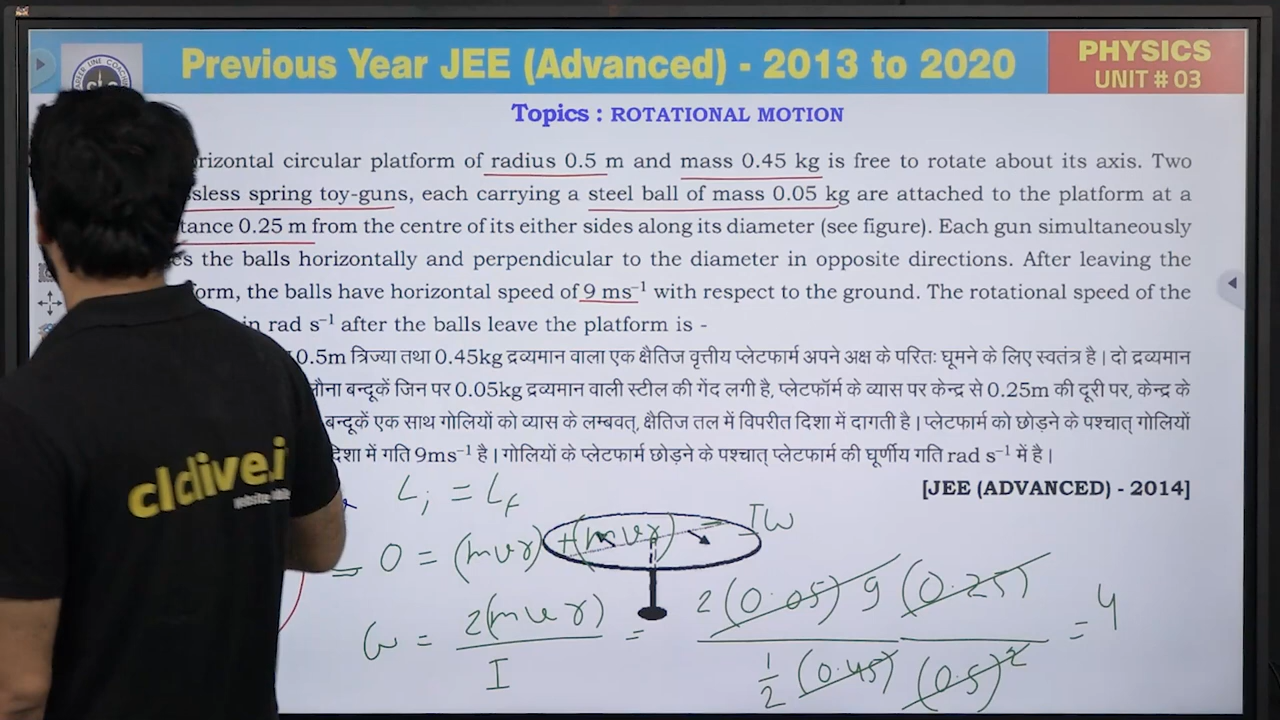 Previous Year JEE (Advanced) - 2013 to 2020
PHYSICS
UNIT # 03
Topics : ROTATIONAL MOTION
circular platform of radius 0.5 m and mass 0.45 kg is free to rotate about its axis. Two
spring toy-guns, each carrying a steel ball of mass 0.05 kg are attached to the platform at a
0.25 m from the centre of its either sides along its diameter (see figure). Each gun simultaneously
the balls horizontally and perpendicular to the diameter in opposite directions. After leaving the
the balls have horizontal speed of 9 ms⁻¹ with respect to the ground. The rotational speed of the
in rad s⁻¹ after the balls leave the platform is -
0.5m त्रिज्या तथा 0.45kg द्रव्यमान वाला एक क्षैतिज वृत्तीय प्लेटफार्म अपने अक्ष के परितः घूमने के लिए स्वतंत्र है। दो द्रव्यमान
बन्दूकें जिन पर 0.05kg द्रव्यमान वाली स्टील की गेंद लगी है, प्लेटफॉर्म के व्यास पर केन्द्र से 0.25m की दूरी पर, केन्द्र के
बन्दूकें एक साथ गोलियों को व्यास के लम्बवत्, क्षैतिज तल में विपरीत दिशा में दागती है। प्लेटफार्म को छोड़ने के पश्चात् गोलियों
दिशा में गति 9ms⁻¹ है। गोलियों के प्लेटफार्म छोड़ने के पश्चात् प्लेटफार्म की घूर्णीय गति rad s⁻¹ में है।
[JEE (ADVANCED) - 2014]
clclive.i
Lᵢ = L_f
= 0 = (mvr) + (mvr) - Iω
ω = 2(mvr) / I = 2(0.05) 9 (0.25) / ½ (0.45) (0.5)² = 4